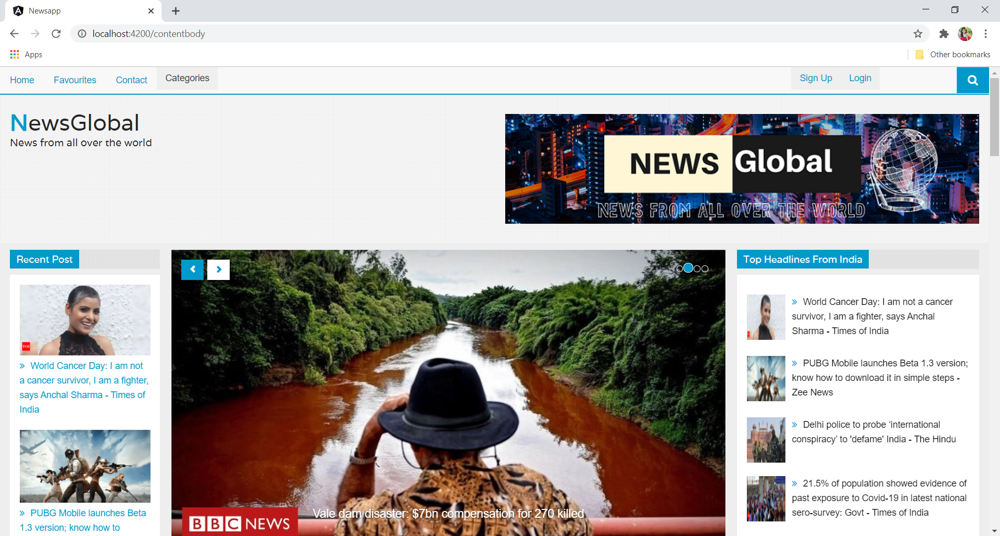 Newsapp
localhost:4200/contentbody
Apps
Other bookmarks
Home
Favourites
Contact
Categories
Sign Up
Login
NewsGlobal
News from all over the world
NEWS Global
NEWS FROM ALL OVER THE WORLD
Recent Post
TOI
» World Cancer Day: I am not
a cancer survivor, I am a fighter,
says Anchal Sharma - Times of
India
» PUBG Mobile launches Beta
1.3 version; know how to
BBC NEWS
Vale dam disaster: $7bn compensation for 270 killed
Top Headlines From India
» World Cancer Day: I am not a cancer
survivor, I am a fighter, says Anchal
Sharma - Times of India
» PUBG Mobile launches Beta 1.3 version;
know how to download it in simple steps -
Zee News
» Delhi police to probe ‘international
conspiracy’ to 'defame' India - The Hindu
» 21.5% of population showed evidence of
past exposure to Covid-19 in latest national
sero-survey: Govt - Times of India